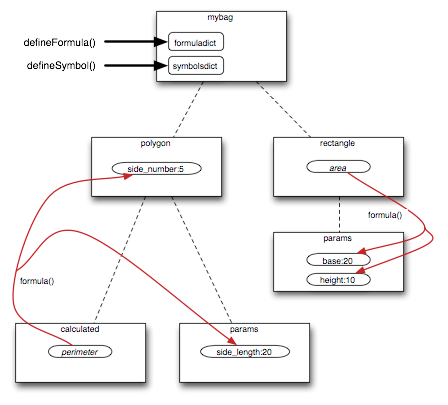 mybag
defineFormula()
formuladict
defineSymbol()
symbolsdict
polygon
side_number:5
rectangle
area
formula()
params
base:20
height:10
formula()
calculated
perimeter
params
side_length:20